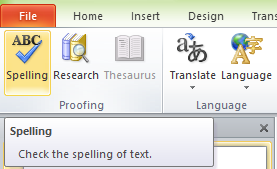 File Home Insert Design Trans
ABC
Spelling Research Thesaurus Translate Language
Proofing Language
Spelling
Check the spelling of text.